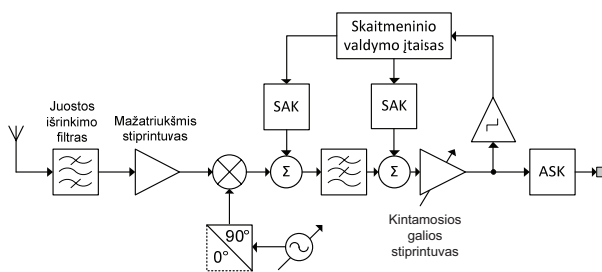 Skaitmeninio
valdymo įtaisas
Juostos
išrinkimo
filtras
Mažatriukšmis
stiprintuvas
SAK
SAK
Σ
Σ
ASK
90°
0°
Kintamosios
galios
stiprintuvas